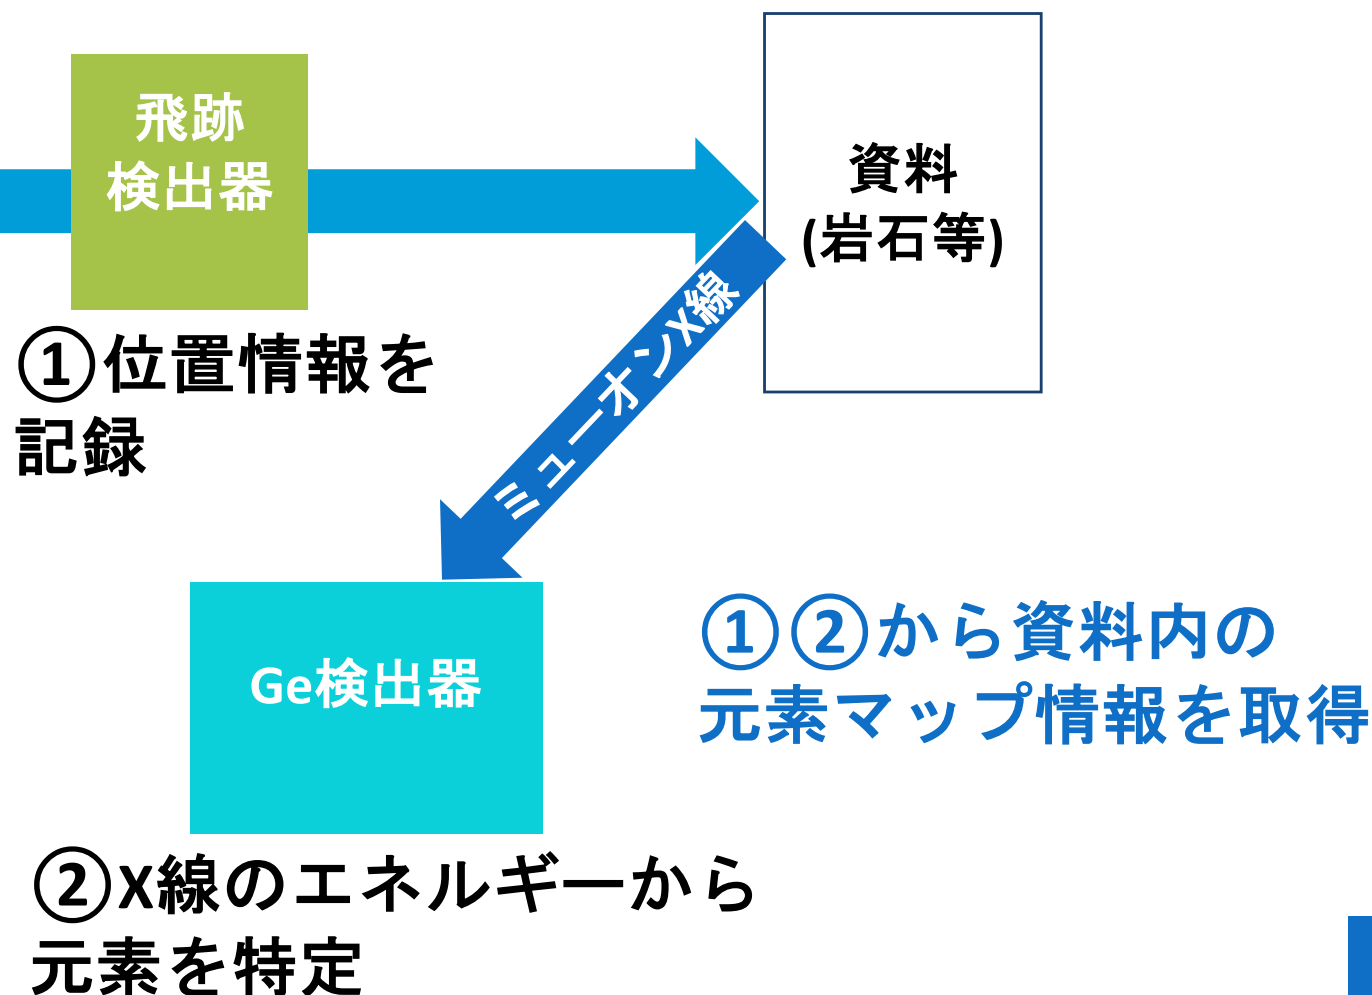 飛跡
検出器
資料
(岩石等)
ミューオンX線
①位置情報を
記録
Ge検出器
①②から資料内の
元素マップ情報を取得
②X線のエネルギーから
元素を特定